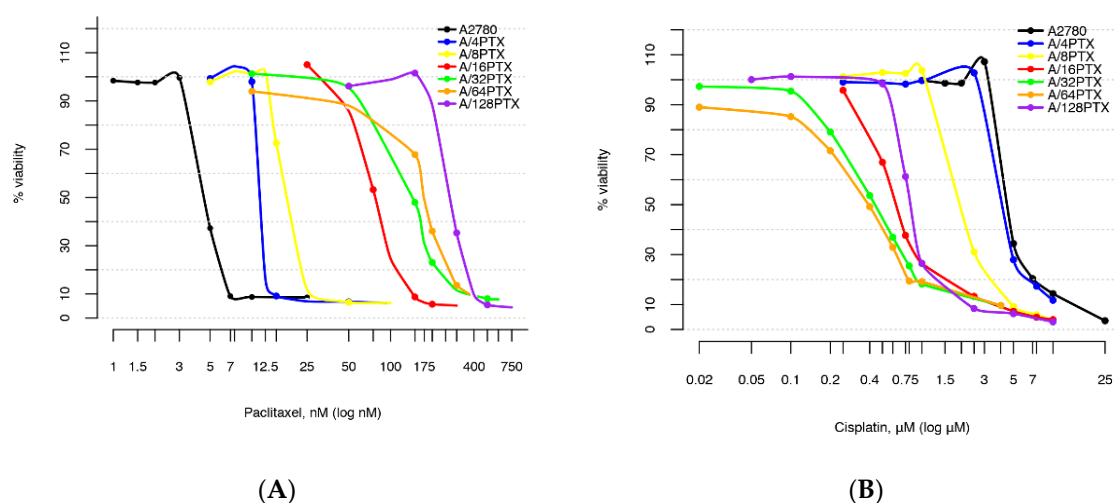 A2780
A/4PTX
A/8PTX
A/16PTX
A/32PTX
A/64PTX
A/128PTX
% viability
0 10 30 50 70 90 110
1 1.5 3 5 7 12.5 25 50 100 175 400 750
Paclitaxel, nM (log nM)
(A)
A2780
A/4PTX
A/8PTX
A/16PTX
A/32PTX
A/64PTX
A/128PTX
% viability
0 10 30 50 70 90 110
0.02 0.05 0.1 0.2 0.4 0.75 1.5 3 5 7 25
Cisplatin, µM (log µM)
(B)